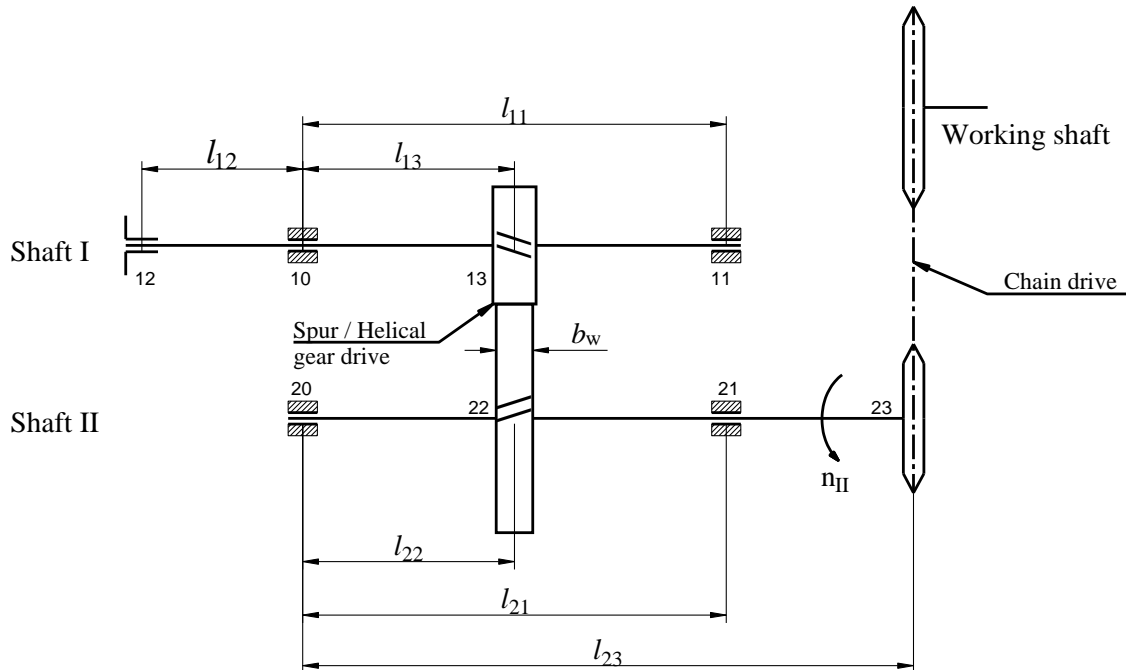 l11
Working shaft
l12
l13
Shaft I
12
10
13
11
Chain drive
Spur / Helical
gear drive
bw
20
22
21
23
Shaft II
nII
l22
l21
l23